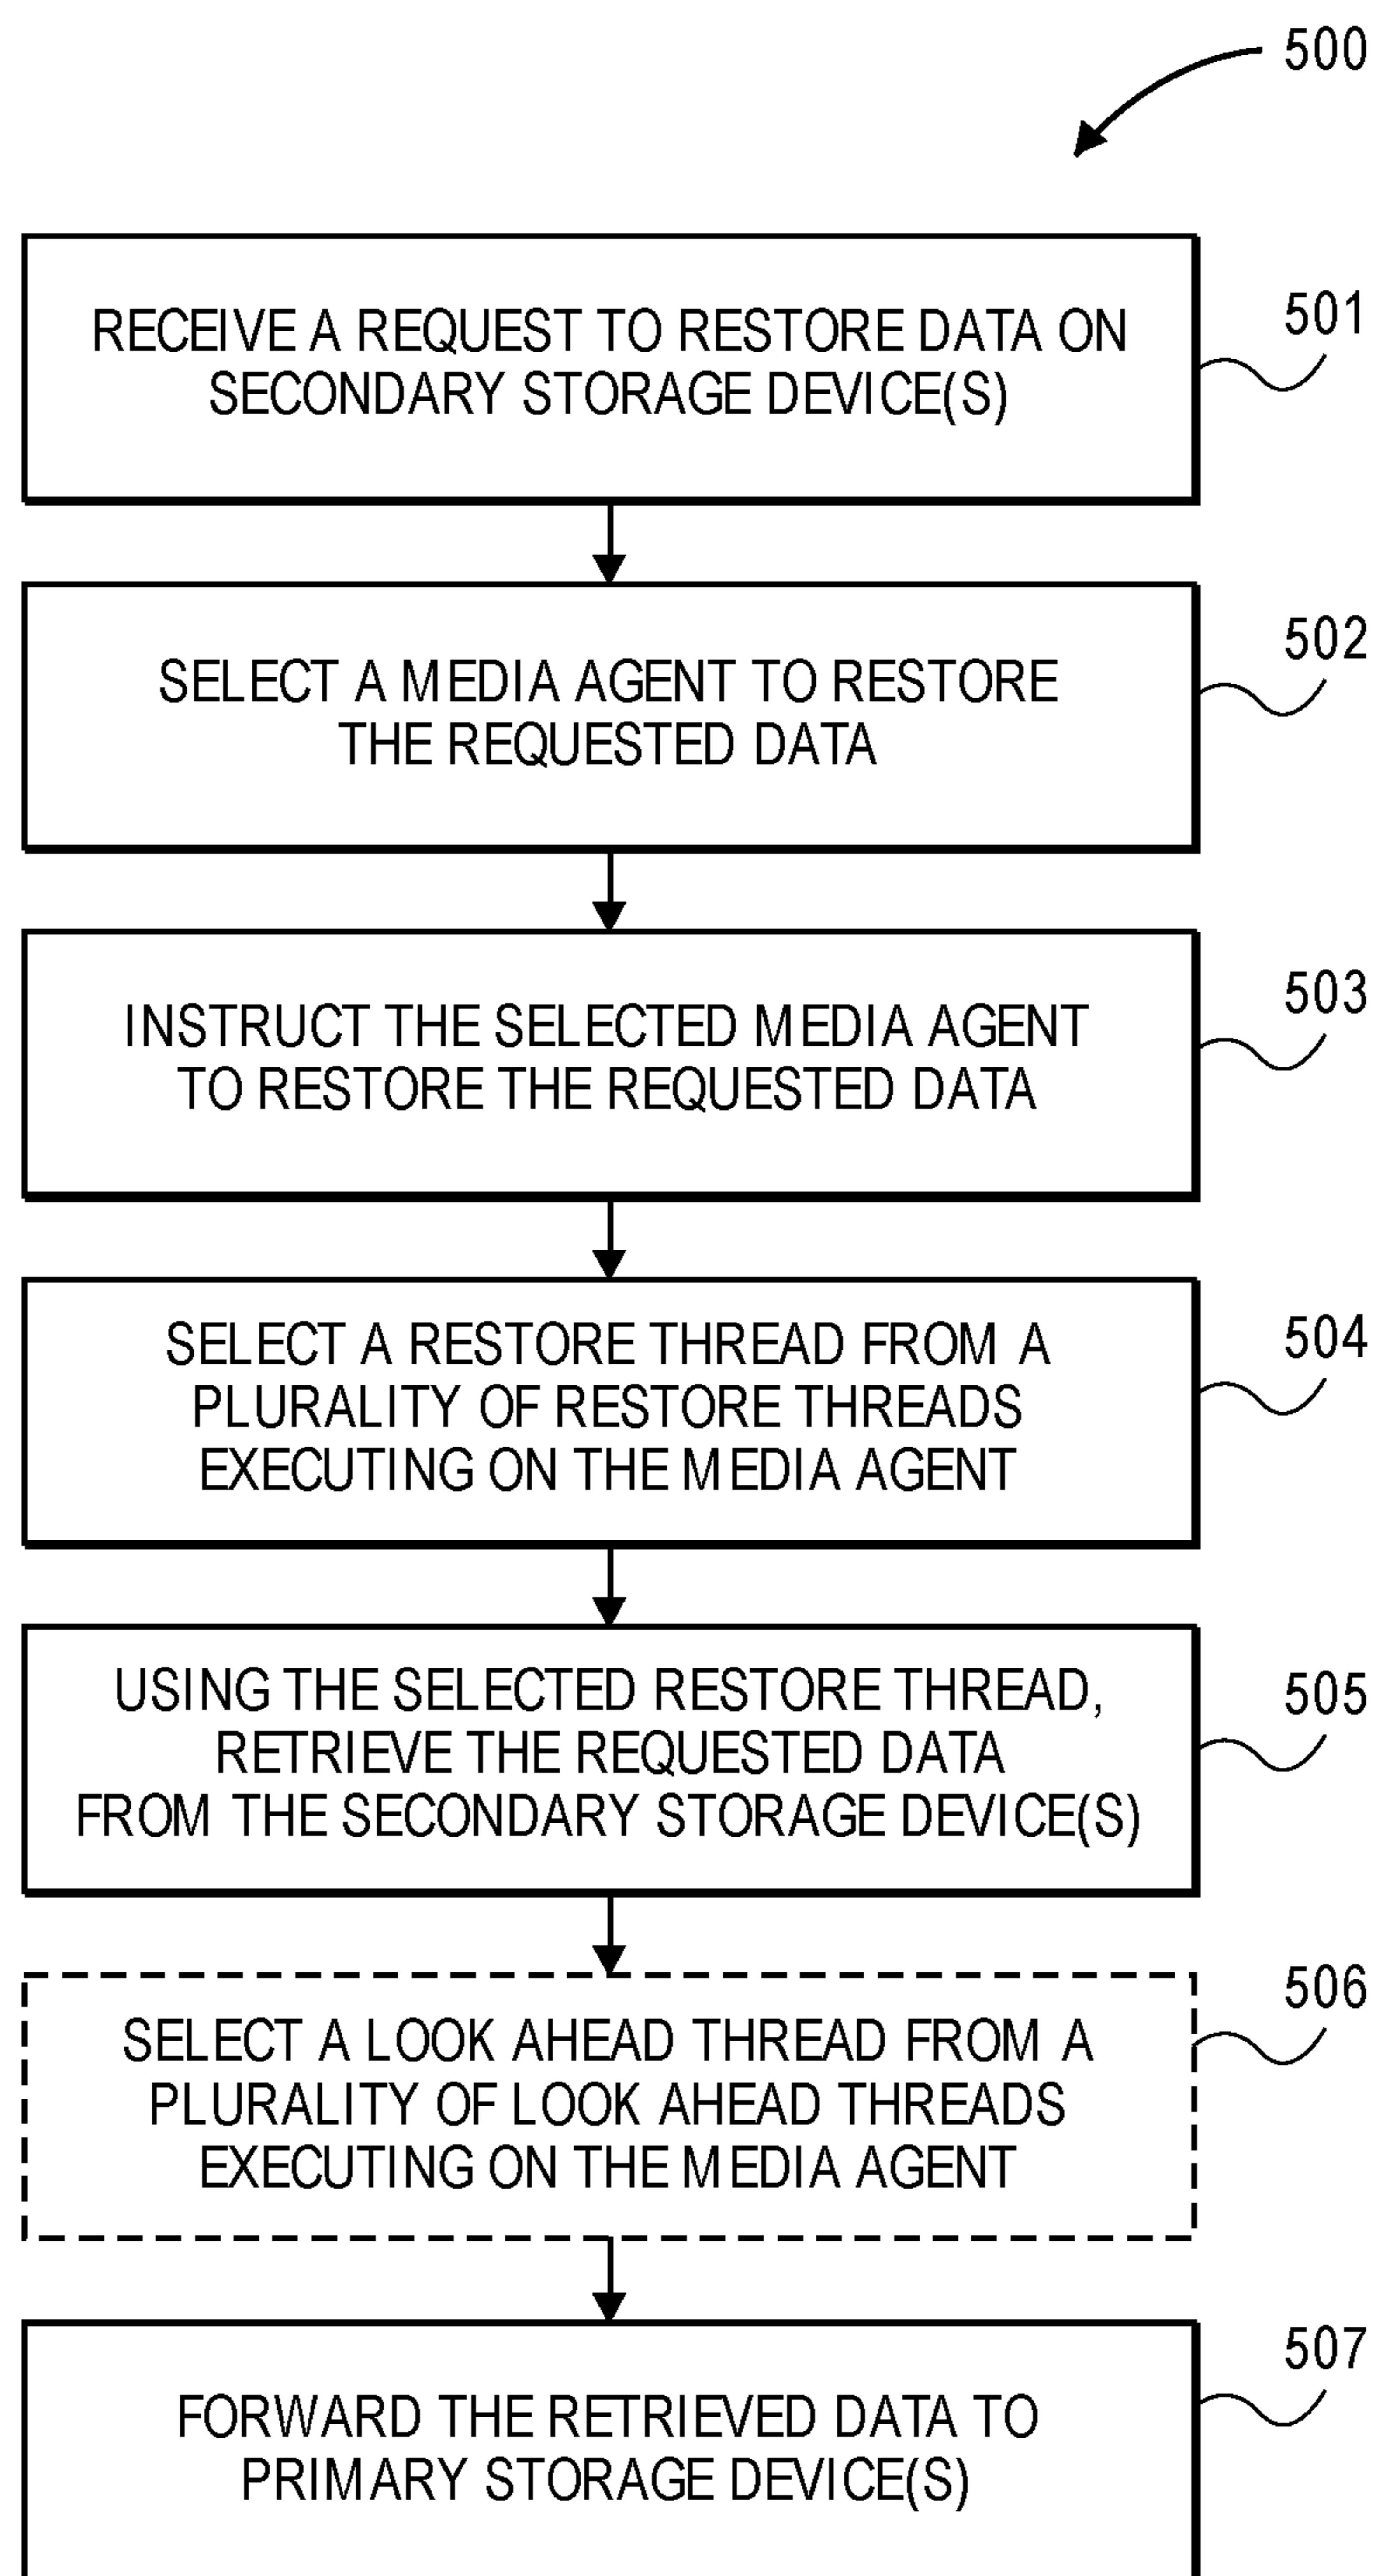 500
RECEIVE A REQUEST TO RESTORE DATA ON
SECONDARY STORAGE DEVICE(S)
501
SELECT A MEDIA AGENT TO RESTORE
THE REQUESTED DATA
502
INSTRUCT THE SELECTED MEDIA AGENT
TO RESTORE THE REQUESTED DATA
503
SELECT A RESTORE THREAD FROM A
PLURALITY OF RESTORE THREADS
EXECUTING ON THE MEDIA AGENT
504
USING THE SELECTED RESTORE THREAD,
RETRIEVE THE REQUESTED DATA
FROM THE SECONDARY STORAGE DEVICE(S)
505
SELECT A LOOK AHEAD THREAD FROM A
PLURALITY OF LOOK AHEAD THREADS
EXECUTING ON THE MEDIA AGENT
506
FORWARD THE RETRIEVED DATA TO
PRIMARY STORAGE DEVICE(S)
507